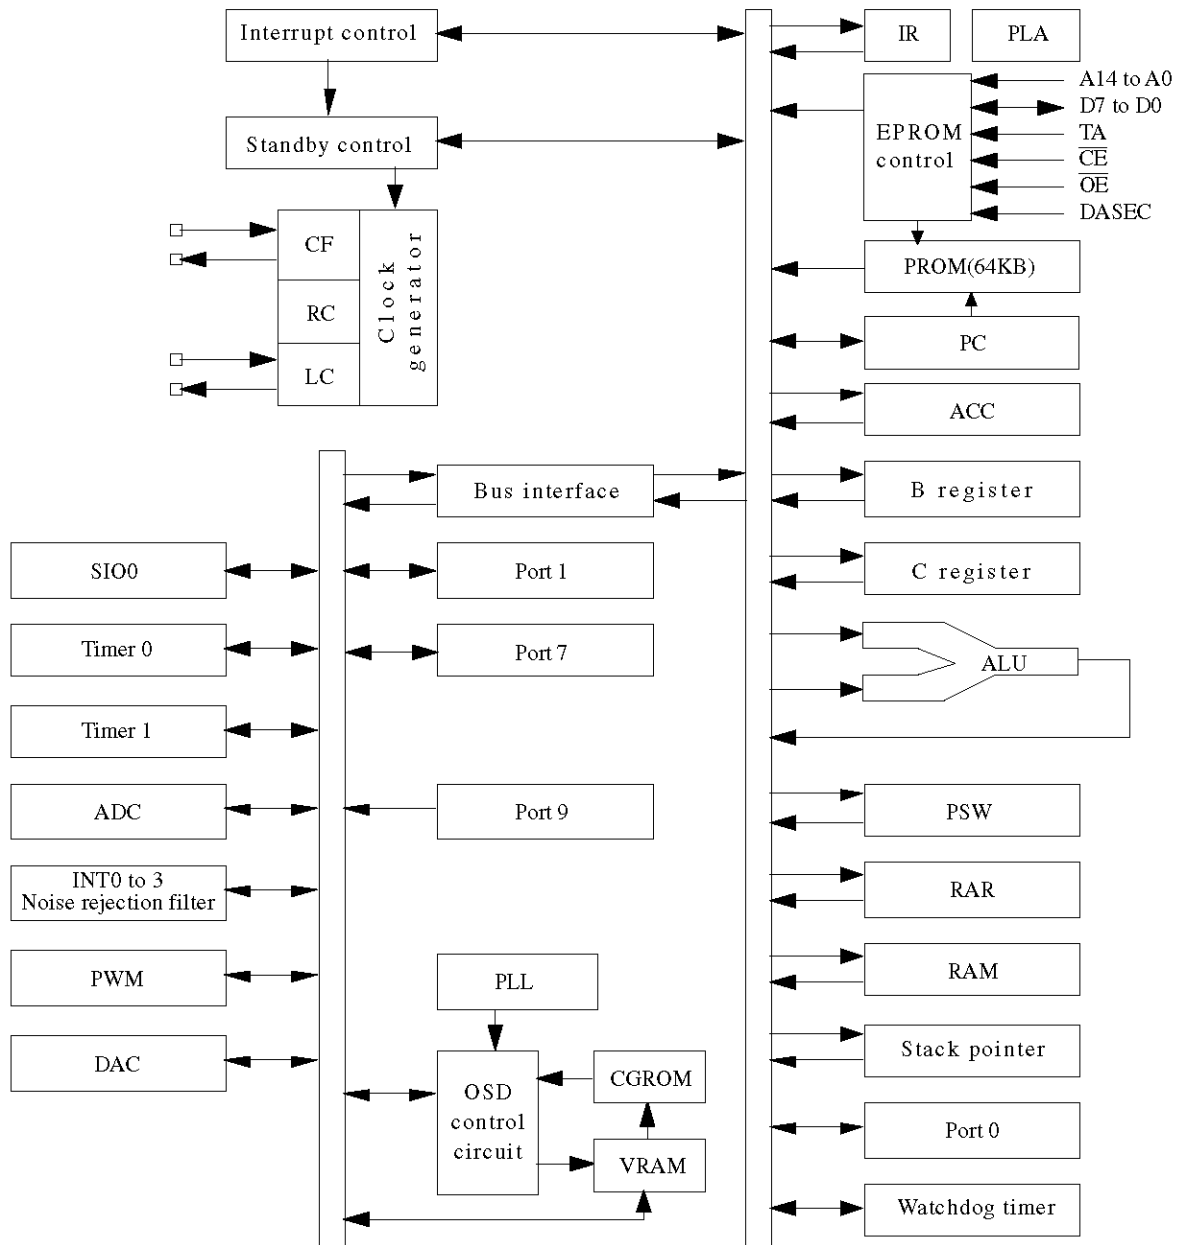 Interrupt control
IR
PLA
Standby control
EPROM
control
A14 to A0
D7 to D0
TA
CE
OE
DASEC
CF
RC
LC
Clock
generator
PROM(64KB)
PC
ACC
Bus interface
B register
SIO0
Port 1
C register
Timer 0
Port 7
ALU
Timer 1
ADC
Port 9
PSW
INT0 to 3
Noise rejection filter
RAR
PWM
PLL
RAM
DAC
OSD
control
circuit
CGROM
VRAM
Stack pointer
Port 0
Watchdog timer